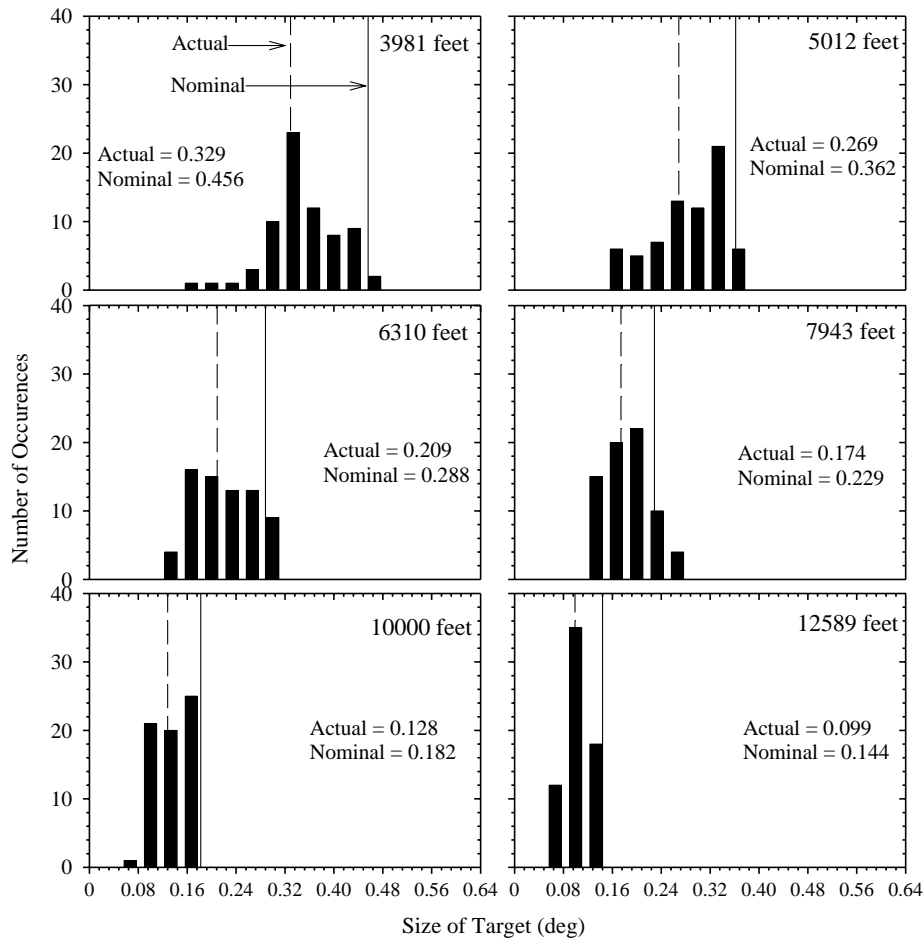 40
30
20
10
0
Actual
Nominal
3981 feet
Actual = 0.329
Nominal = 0.456
5012 feet
Actual = 0.269
Nominal = 0.362
40
30
20
10
0
6310 feet
Actual = 0.209
Nominal = 0.288
7943 feet
Actual = 0.174
Nominal = 0.229
Number of Occurences
40
30
20
10
0
10000 feet
Actual = 0.128
Nominal = 0.182
12589 feet
Actual = 0.099
Nominal = 0.144
0 0.08 0.16 0.24 0.32 0.40 0.48 0.56 0.64
0 0.08 0.16 0.24 0.32 0.40 0.48 0.56 0.64
Size of Target (deg)